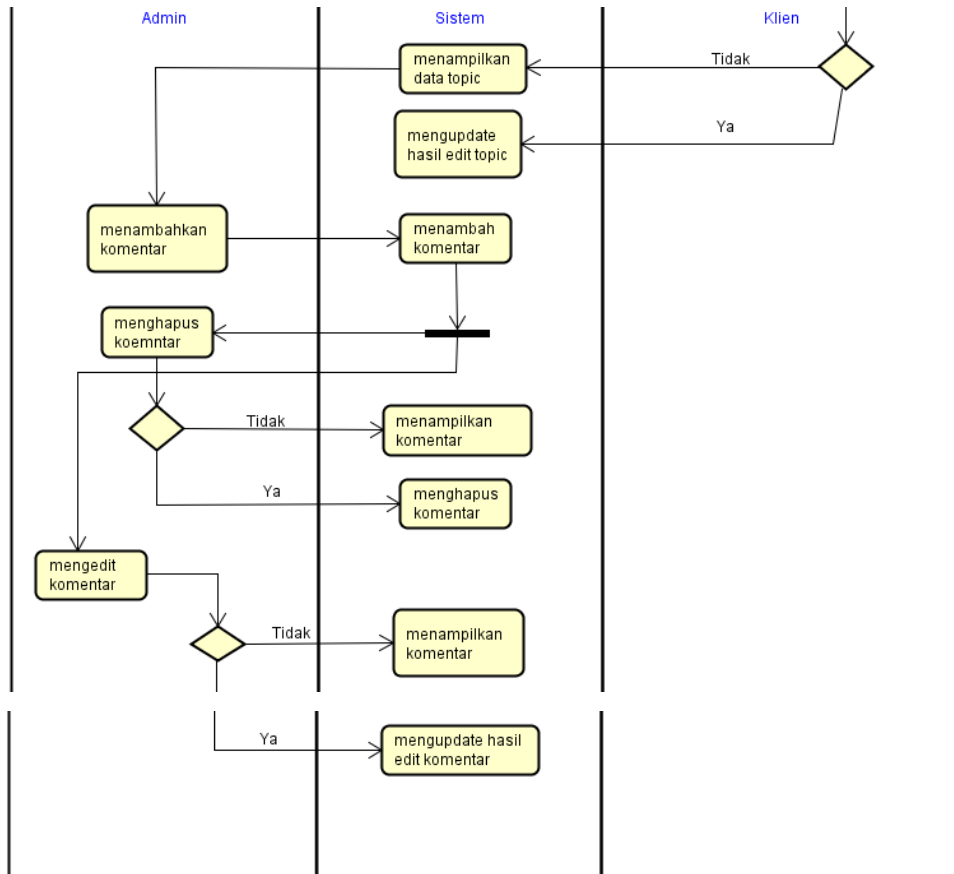 Admin
Sistem
Klien
menampilkan
data topic
Tidak
Ya
mengupdate
hasil edit topic
menambahkan
komentar
menambah
komentar
menghapus
koemntar
Tidak
menampilkan
komentar
Ya
menghapus
komentar
mengedit
komentar
Tidak
menampilkan
komentar
Ya
mengupdate hasil
edit komentar